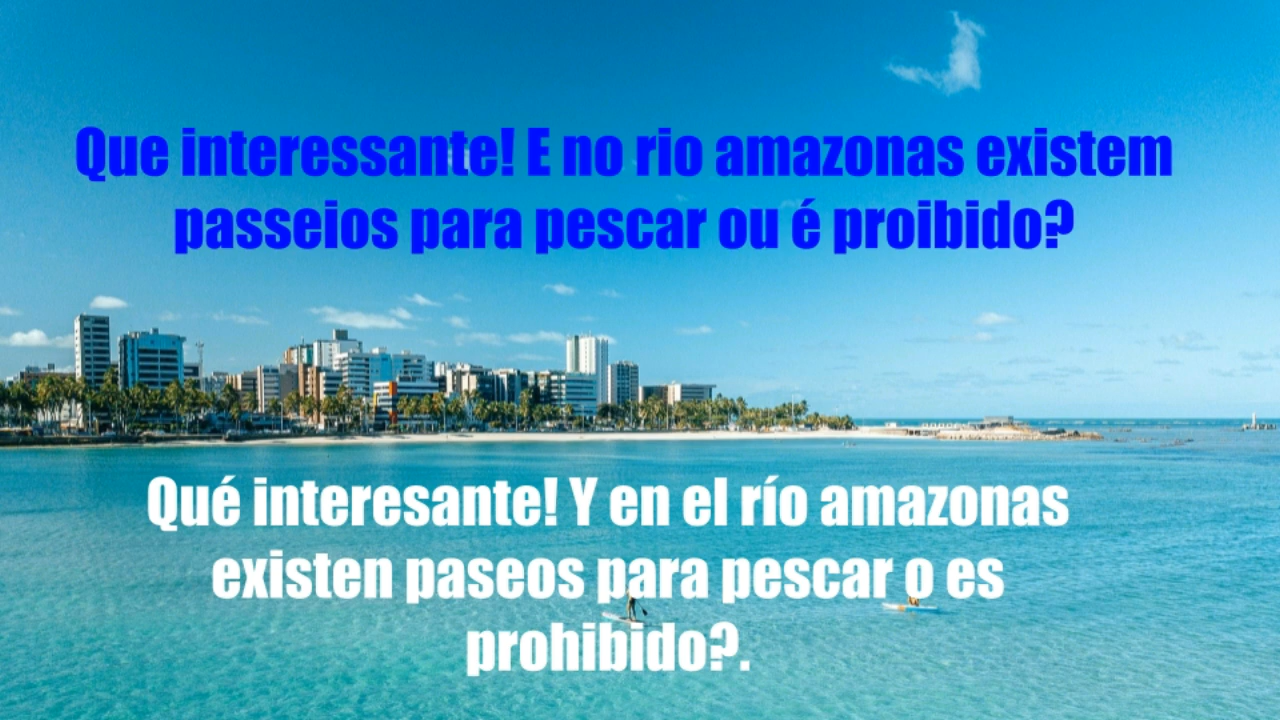 Que interessante! E no rio amazonas existem
passeios para pescar ou é proibido?
Qué interesante! Y en el río amazonas
existen paseos para pescar o es
prohibido?.